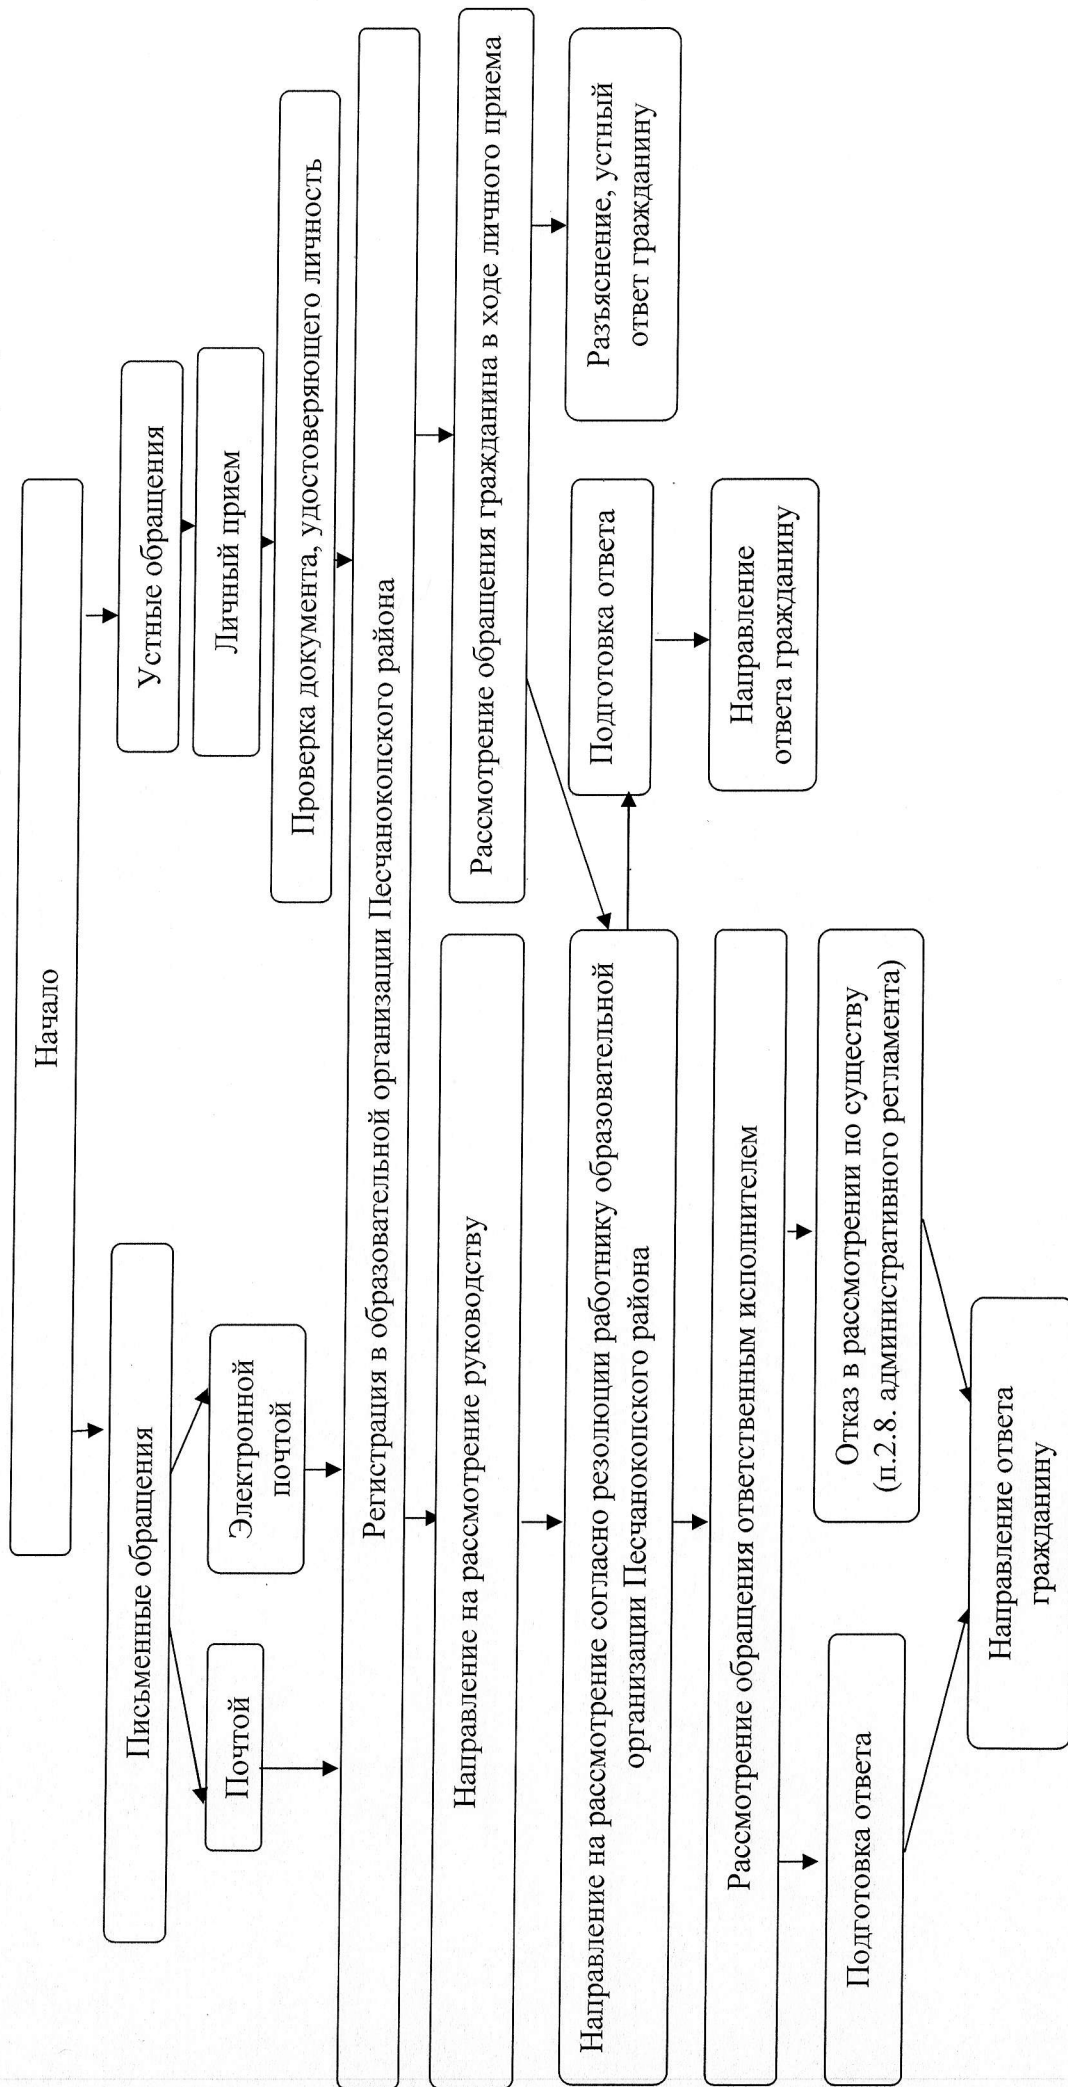 Начало
Письменные обращения
Устные обращения
Почтой
Электронной
почтой
Личный прием
Проверка документа, удостоверяющего личность
Регистрация в образовательной организации Песчанокопского района
Направление на рассмотрение руководству
Рассмотрение обращения гражданина в ходе личного приема
Направление на рассмотрение согласно резолюции работнику образовательной
организации Песчанокопского района
Подготовка ответа
Разъяснение, устный
ответ гражданину
Рассмотрение обращения ответственным исполнителем
Направление
ответа гражданину
Подготовка ответа
Отказ в рассмотрении по существу
(п.2.8. административного регламента)
Направление ответа
гражданину